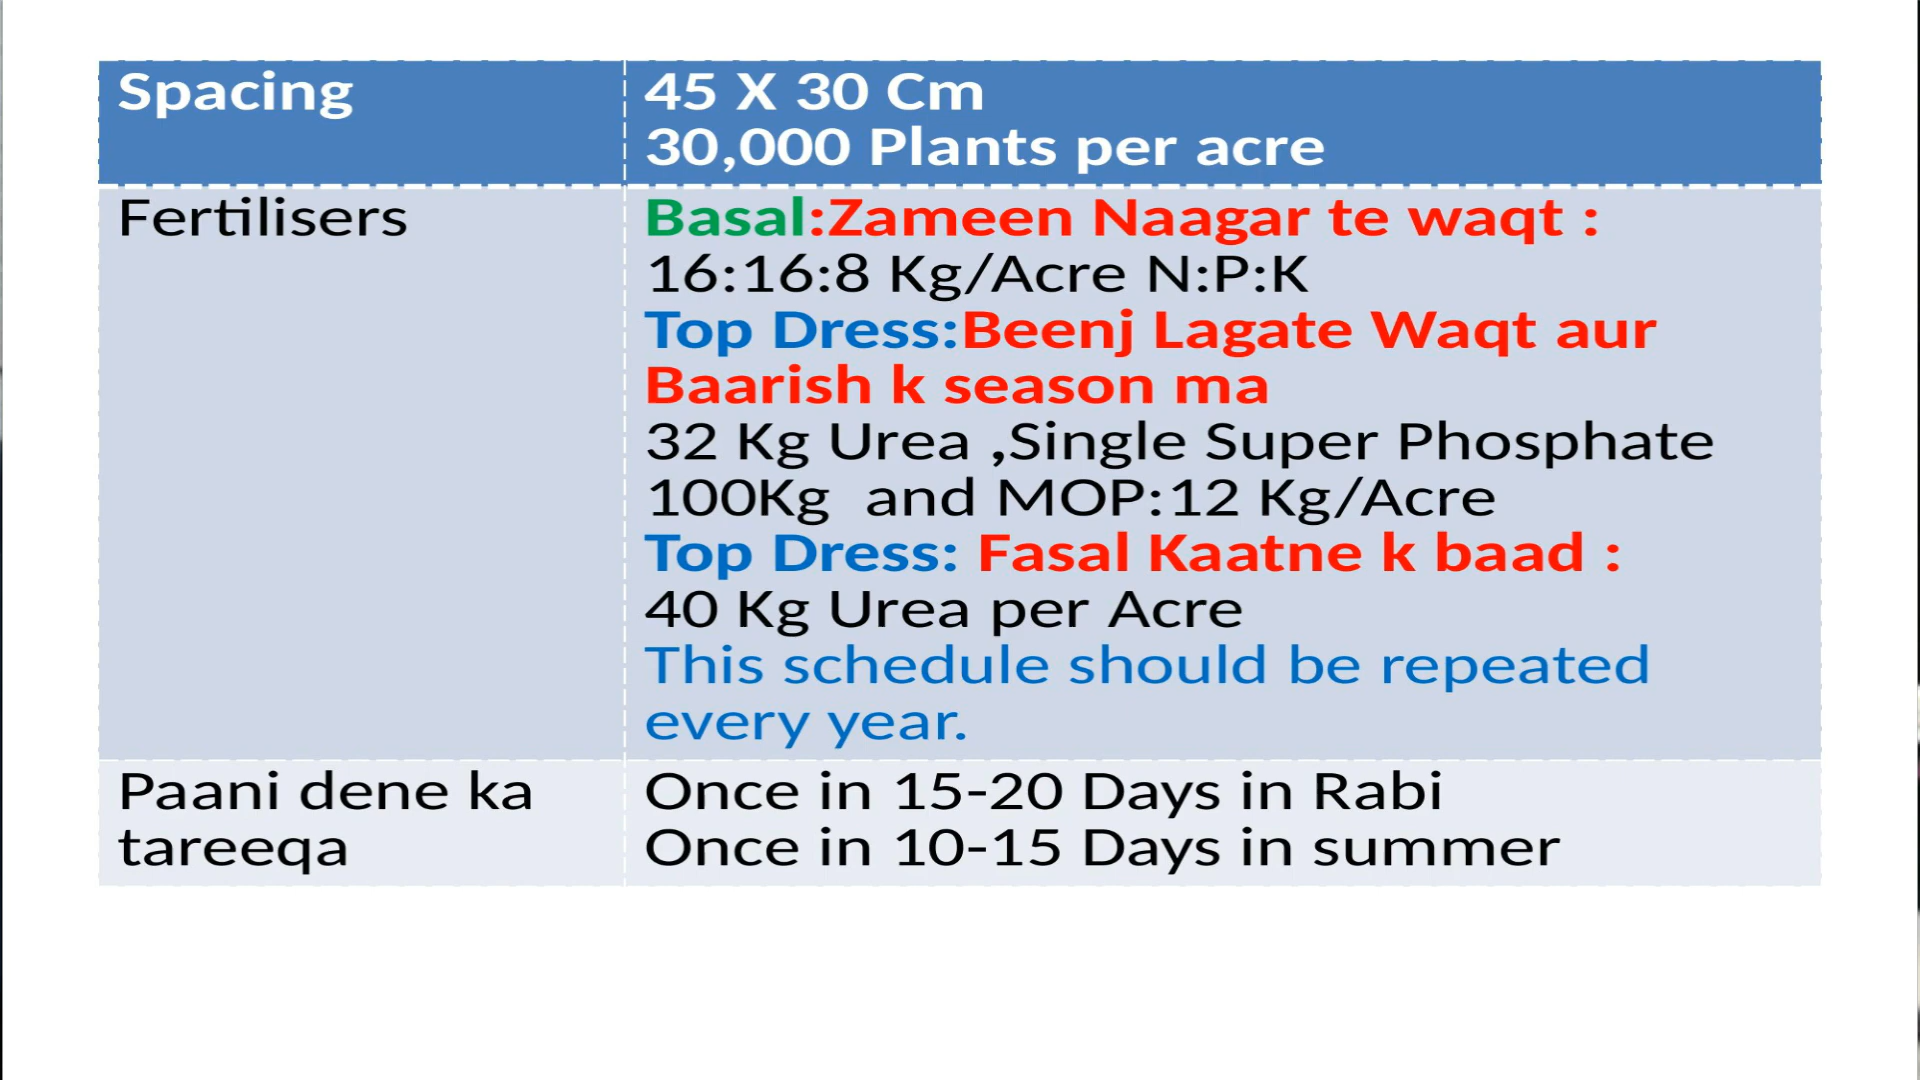 Spacing
45 X 30 Cm
30,000 Plants per acre
Fertilisers
Basal:Zameen Naagar te waqt :
16:16:8 Kg/Acre N:P:K
Top Dress:Beenj Lagate Waqt aur
Baarish k season ma
32 Kg Urea ,Single Super Phosphate
100Kg  and MOP:12 Kg/Acre
Top Dress: Fasal Kaatne k baad :
40 Kg Urea per Acre
This schedule should be repeated
every year.
Paani dene ka
tareeqa
Once in 15-20 Days in Rabi
Once in 10-15 Days in summer